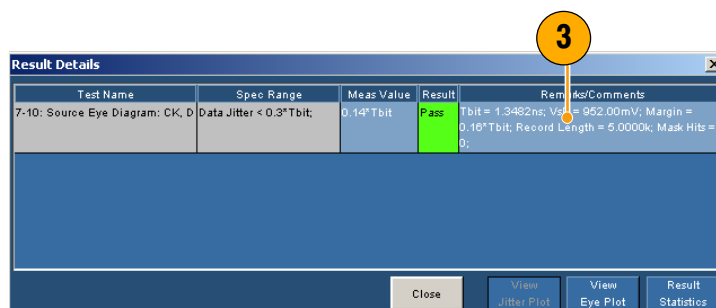 3
Result Details
Test Name Spec Range Meas Value Result Remarks/Comments
7-10: Source Eye Diagram: CK, D Data Jitter < 0.3*Tbit; 0.14*Tbit Pass Tbit = 1.3482ns; = 952.00mV; Margin =
0.16*Tbit; Record Length = 5.0000k; Mask Hits =
0;
Close
View
Jitter Plot
View
Eye Plot
Result
Statistics